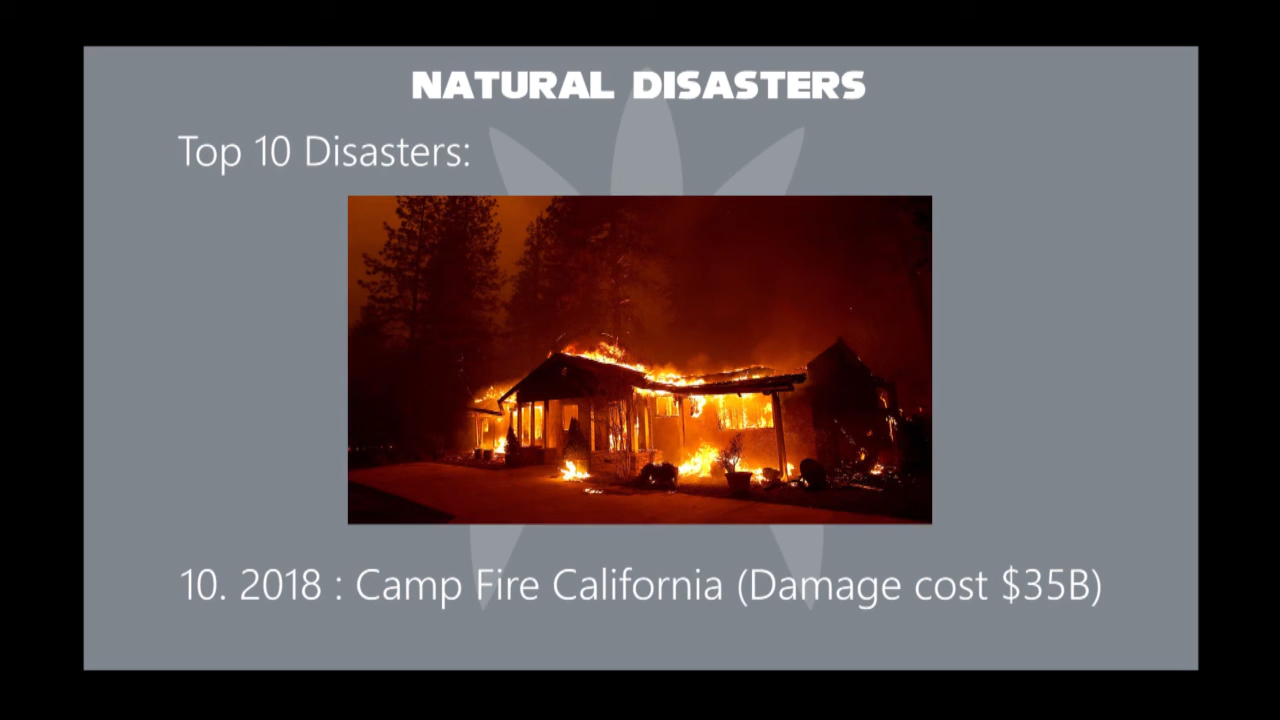 NATURAL DISASTERS
Top 10 Disasters:
10. 2018 : Camp Fire California (Damage cost $35B)